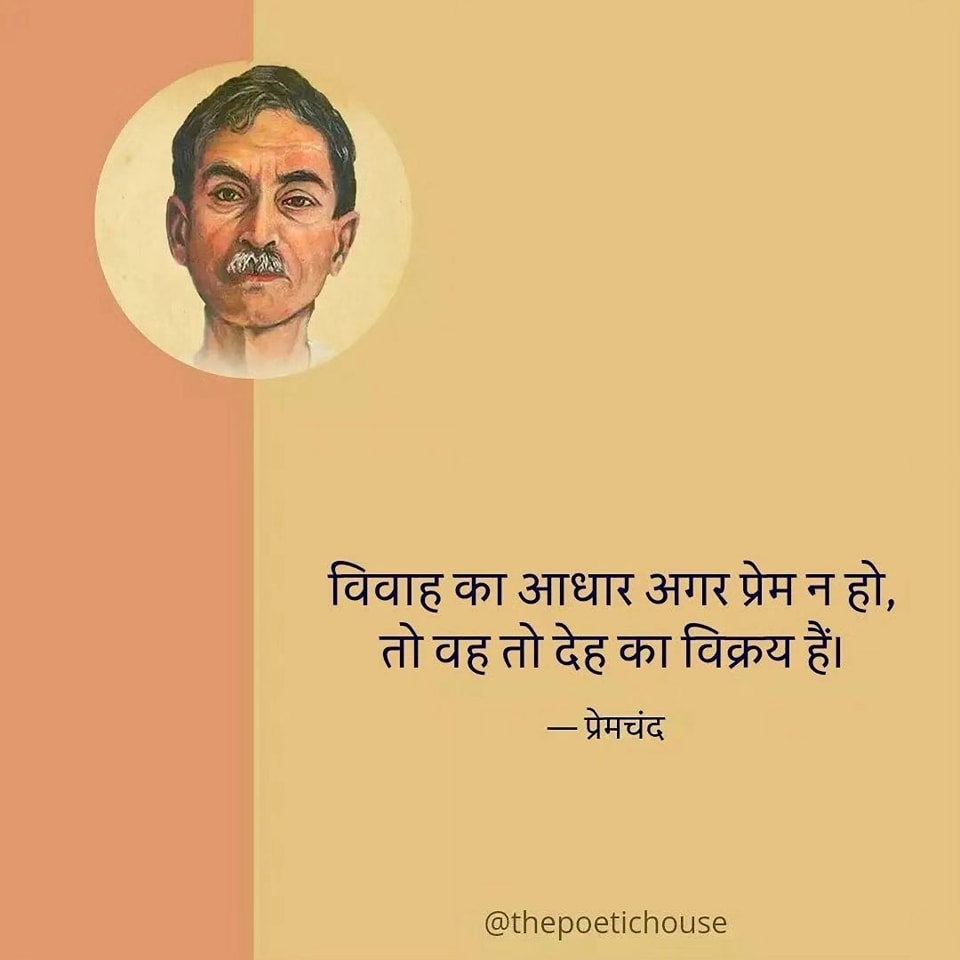 विवाह का आधार अगर प्रेम न हो,
तो वह तो देह का विक्रय हैं।
— प्रेमचंद
@thepoetichouse